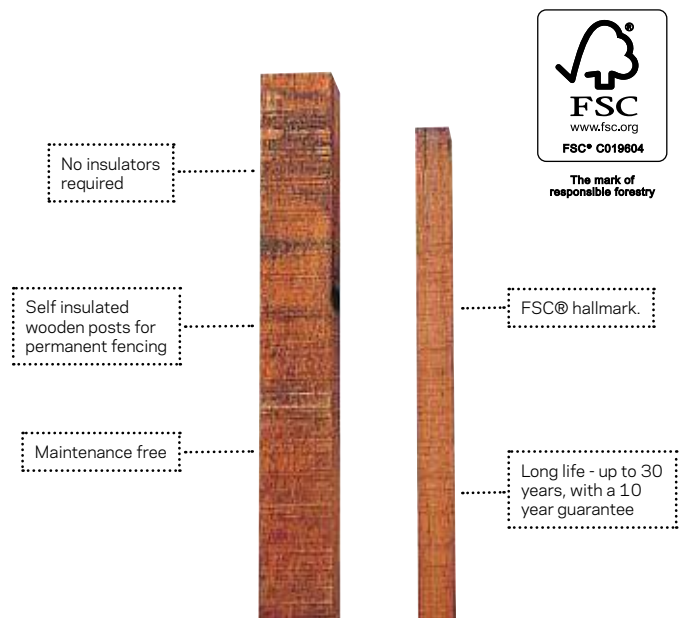 FSC®
www.fsc.org
FSC® C019604
The mark of
responsible forestry
No insulators
required
Self insulated
wooden posts for
permanent fencing
FSC® hallmark.
Maintenance free
Long life - up to 30
years, with a 10
year guarantee